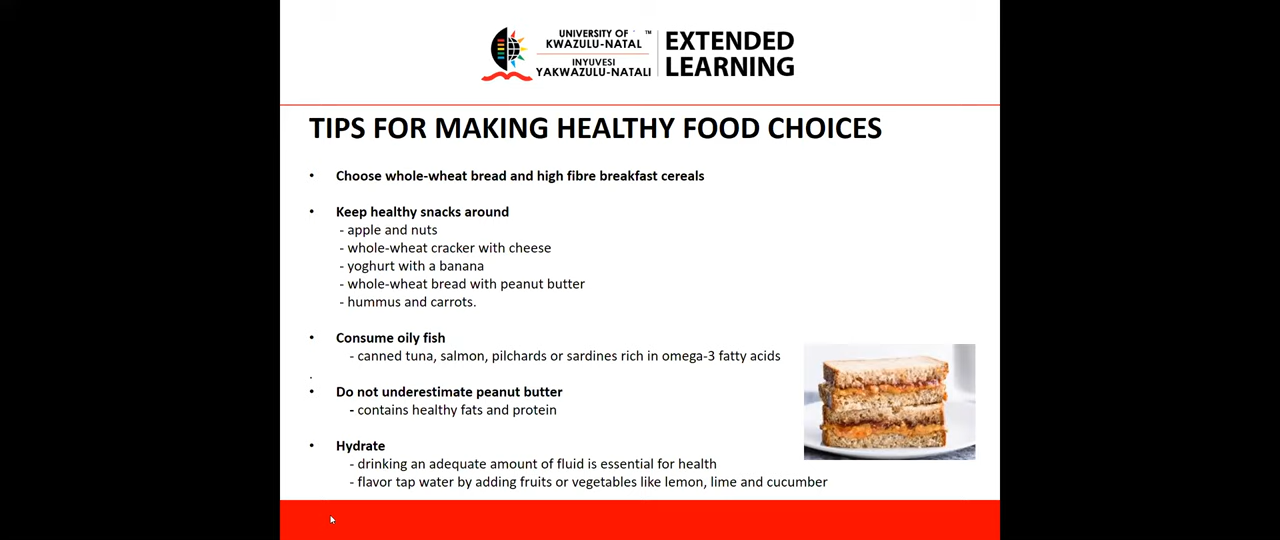 UNIVERSITY OF ™
KWAZULU-NATAL
INYUVESI
YAKWAZULU-NATALI
EXTENDED
LEARNING
TIPS FOR MAKING HEALTHY FOOD CHOICES
• Choose whole-wheat bread and high fibre breakfast cereals
• Keep healthy snacks around
- apple and nuts
- whole-wheat cracker with cheese
- yoghurt with a banana
- whole-wheat bread with peanut butter
- hummus and carrots.
• Consume oily fish
- canned tuna, salmon, pilchards or sardines rich in omega-3 fatty acids
.
• Do not underestimate peanut butter
- contains healthy fats and protein
• Hydrate
- drinking an adequate amount of fluid is essential for health
- flavor tap water by adding fruits or vegetables like lemon, lime and cucumber